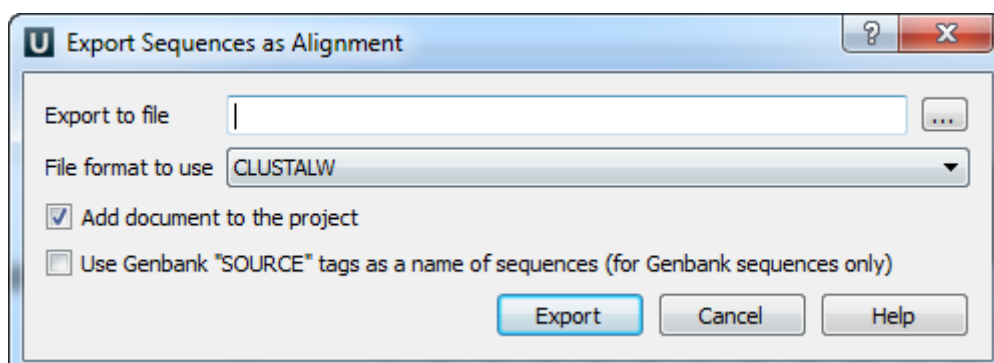 U Export Sequences as Alignment ? X
Export to file ...
File format to use CLUSTALW
Add document to the project
Use Genbank "SOURCE" tags as a name of sequences (for Genbank sequences only)
Export Cancel Help